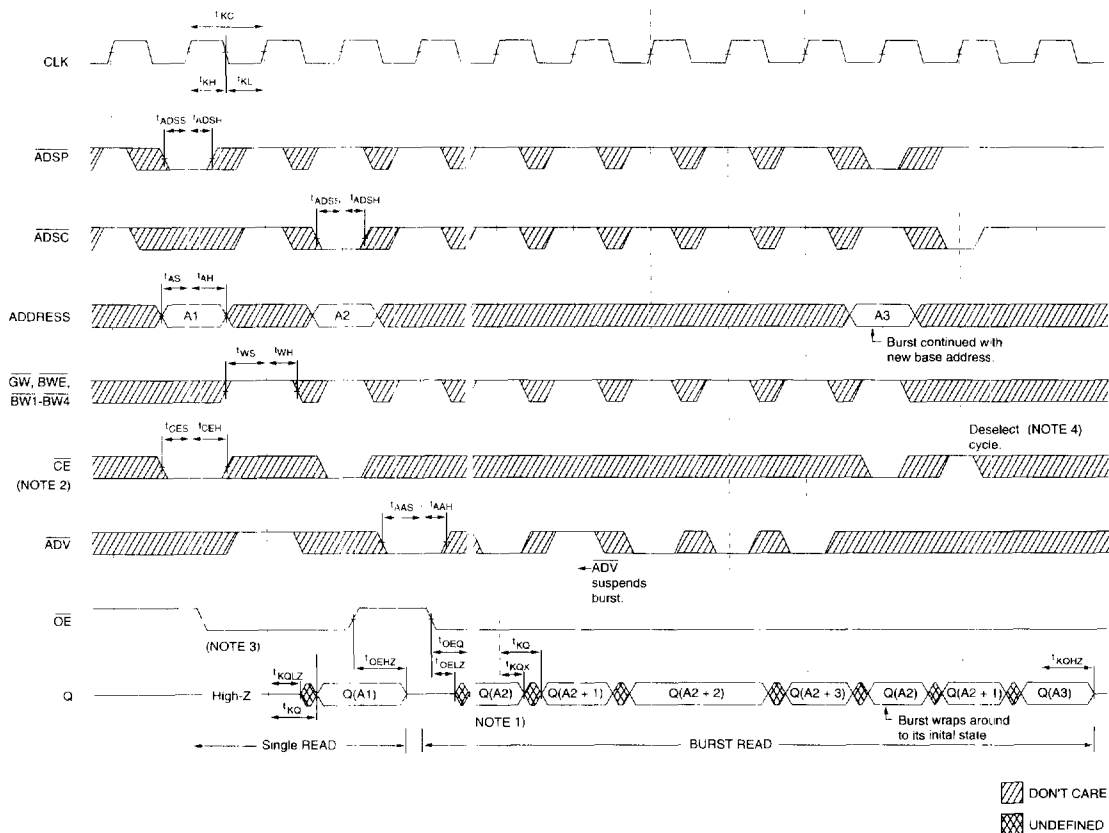 tKC
CLK
tKH tKL
tADSS tADSH
ADSP
tADSS tADSH
ADSC
tAS tAH
ADDRESS A1 A2 A3
Burst continued with
new base address.
tWS tWH
GW, BWE,
BW1-BW4
tCES tCEH
Deselect (NOTE 4)
cycle.
CE
(NOTE 2)
tAAS tAAH
ADV
ADV
suspends
burst.
OE
(NOTE 3)
tOEQ tKQ
tKQLZ tOEHZ tOELZ tKQX tKQHZ
Q High-Z Q(A1) Q(A2) Q(A2 + 1) Q(A2 + 2) Q(A2 + 3) Q(A2) Q(A2 + 1) Q(A3)
tKQ
NOTE 1)
Burst wraps around
to its inital state
Single READ BURST READ
DON'T CARE
UNDEFINED